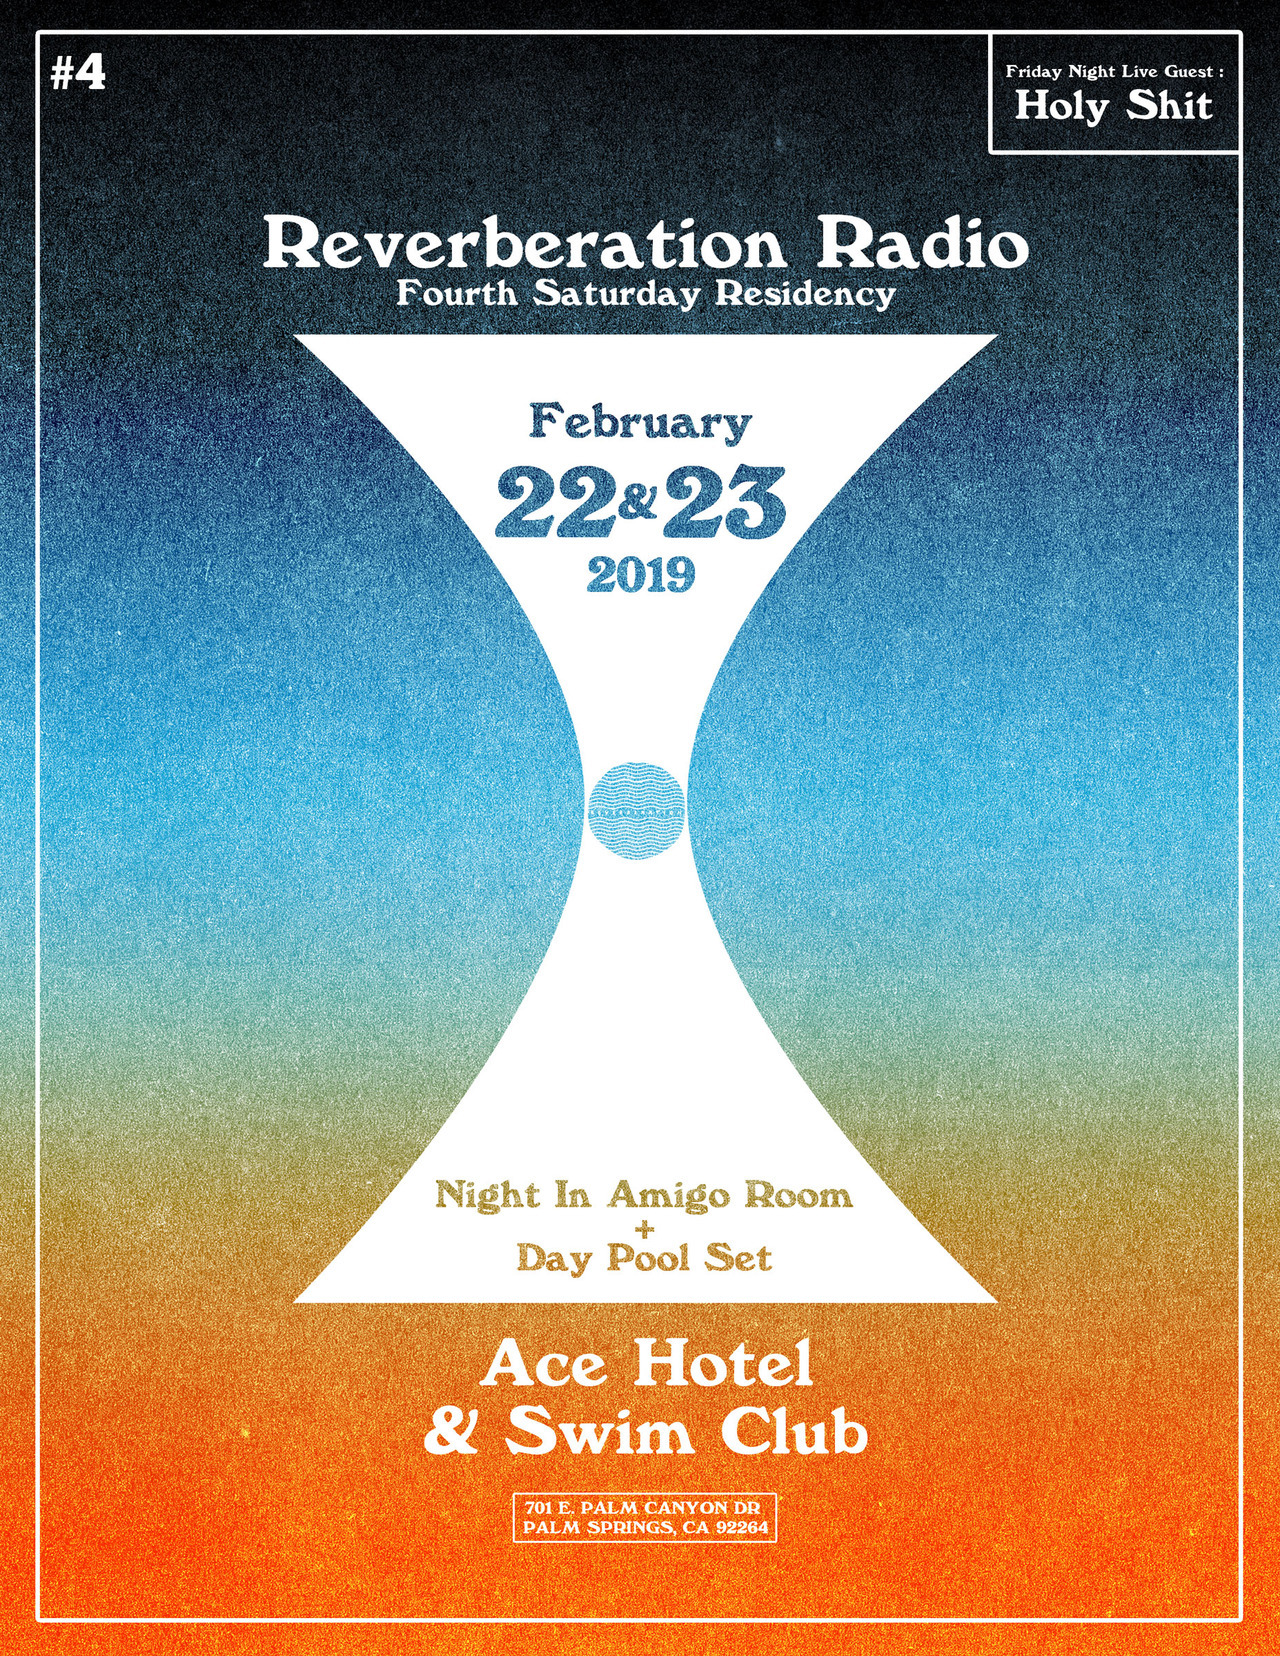 #4
Friday Night Live Guest :
Holy Shit
Reverberation Radio
Fourth Saturday Residency
February
22&23
2019
Night In Amigo Room
+
Day Pool Set
Ace Hotel
& Swim Club
701 E. PALM CANYON DR
PALM SPRINGS, CA 92264